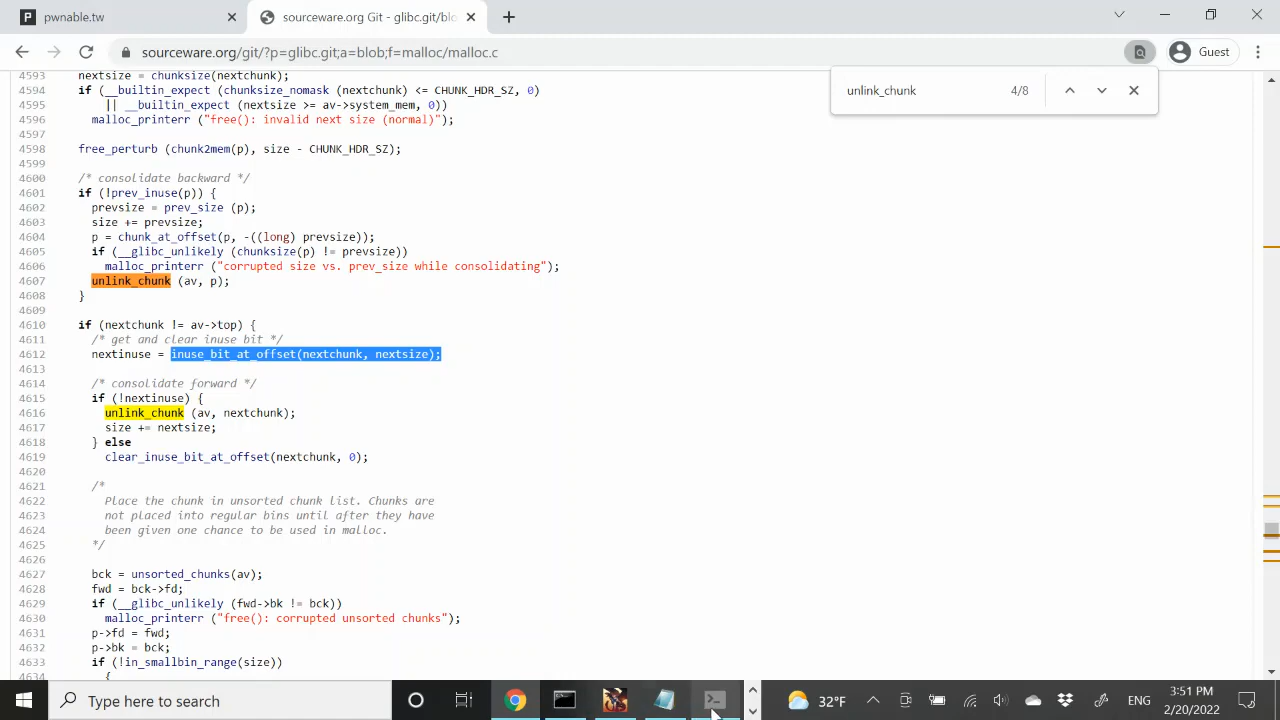 pwnable.tw
sourceware.org Git - glibc.git/blo
sourceware.org/git/?p=glibc.git;a=blob;f=malloc/malloc.c
Guest
unlink_chunk 4/8
4593 nextsize = chunksize(nextchunk);
4594 if (__builtin_expect (chunksize_nomask (nextchunk) <= CHUNK_HDR_SZ, 0)
4595 || __builtin_expect (nextsize >= av->system_mem, 0))
4596 malloc_printerr ("free(): invalid next size (normal)");
4597
4598 free_perturb (chunk2mem(p), size - CHUNK_HDR_SZ);
4599
4600 /* consolidate backward */
4601 if (!prev_inuse(p)) {
4602 prevsize = prev_size (p);
4603 size += prevsize;
4604 p = chunk_at_offset(p, -((long) prevsize));
4605 if (__glibc_unlikely (chunksize(p) != prevsize))
4606 malloc_printerr ("corrupted size vs. prev_size while consolidating");
4607 unlink_chunk (av, p);
4608 }
4609
4610 if (nextchunk != av->top) {
4611 /* get and clear inuse bit */
4612 nextinuse = inuse_bit_at_offset(nextchunk, nextsize);
4613
4614 /* consolidate forward */
4615 if (!nextinuse) {
4616 unlink_chunk (av, nextchunk);
4617 size += nextsize;
4618 } else
4619 clear_inuse_bit_at_offset(nextchunk, 0);
4620
4621 /*
4622 Place the chunk in unsorted chunk list. Chunks are
4623 not placed into regular bins until after they have
4624 been given one chance to be used in malloc.
4625 */
4626
4627 bck = unsorted_chunks(av);
4628 fwd = bck->fd;
4629 if (__glibc_unlikely (fwd->bk != bck))
4630 malloc_printerr ("free(): corrupted unsorted chunks");
4631 p->fd = fwd;
4632 p->bk = bck;
4633 if (!in_smallbin_range(size))
4634 {
Type here to search
32°F
ENG
3:51 PM
2/20/2022